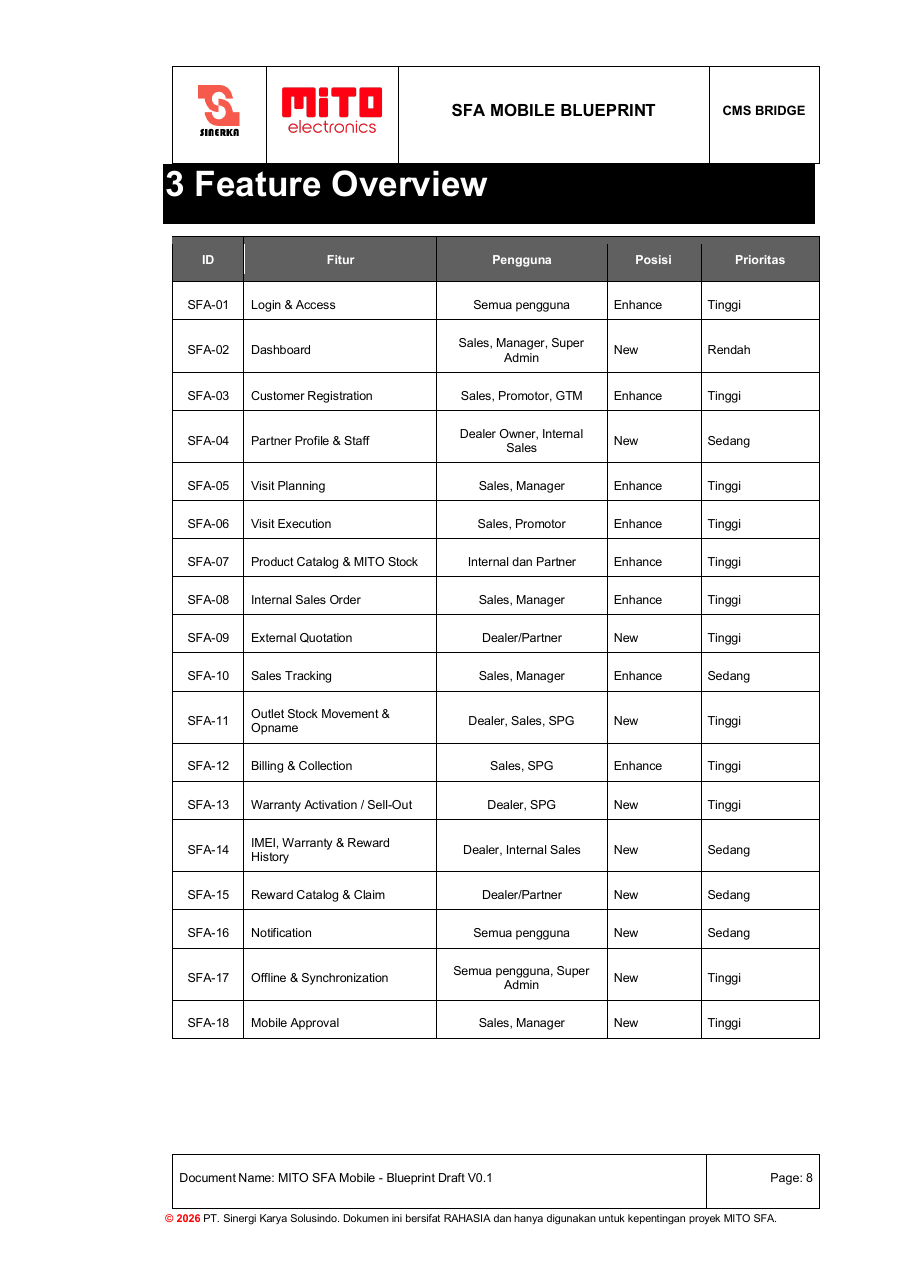 SINERKA
MiTO
electronics
SFA MOBILE BLUEPRINT
CMS BRIDGE
3 Feature Overview
ID Fitur Pengguna Posisi Prioritas
SFA-01 Login & Access Semua pengguna Enhance Tinggi
SFA-02 Dashboard Sales, Manager, Super Admin New Rendah
SFA-03 Customer Registration Sales, Promotor, GTM Enhance Tinggi
SFA-04 Partner Profile & Staff Dealer Owner, Internal Sales New Sedang
SFA-05 Visit Planning Sales, Manager Enhance Tinggi
SFA-06 Visit Execution Sales, Promotor Enhance Tinggi
SFA-07 Product Catalog & MITO Stock Internal dan Partner Enhance Tinggi
SFA-08 Internal Sales Order Sales, Manager Enhance Tinggi
SFA-09 External Quotation Dealer/Partner New Tinggi
SFA-10 Sales Tracking Sales, Manager Enhance Sedang
SFA-11 Outlet Stock Movement & Opname Dealer, Sales, SPG New Tinggi
SFA-12 Billing & Collection Sales, SPG Enhance Tinggi
SFA-13 Warranty Activation / Sell-Out Dealer, SPG New Tinggi
SFA-14 IMEI, Warranty & Reward History Dealer, Internal Sales New Sedang
SFA-15 Reward Catalog & Claim Dealer/Partner New Sedang
SFA-16 Notification Semua pengguna New Sedang
SFA-17 Offline & Synchronization Semua pengguna, Super Admin New Tinggi
SFA-18 Mobile Approval Sales, Manager New Tinggi
Document Name: MITO SFA Mobile - Blueprint Draft V0.1 Page: 8
© 2026 PT. Sinergi Karya Solusindo. Dokumen ini bersifat RAHASIA dan hanya digunakan untuk kepentingan proyek MITO SFA.